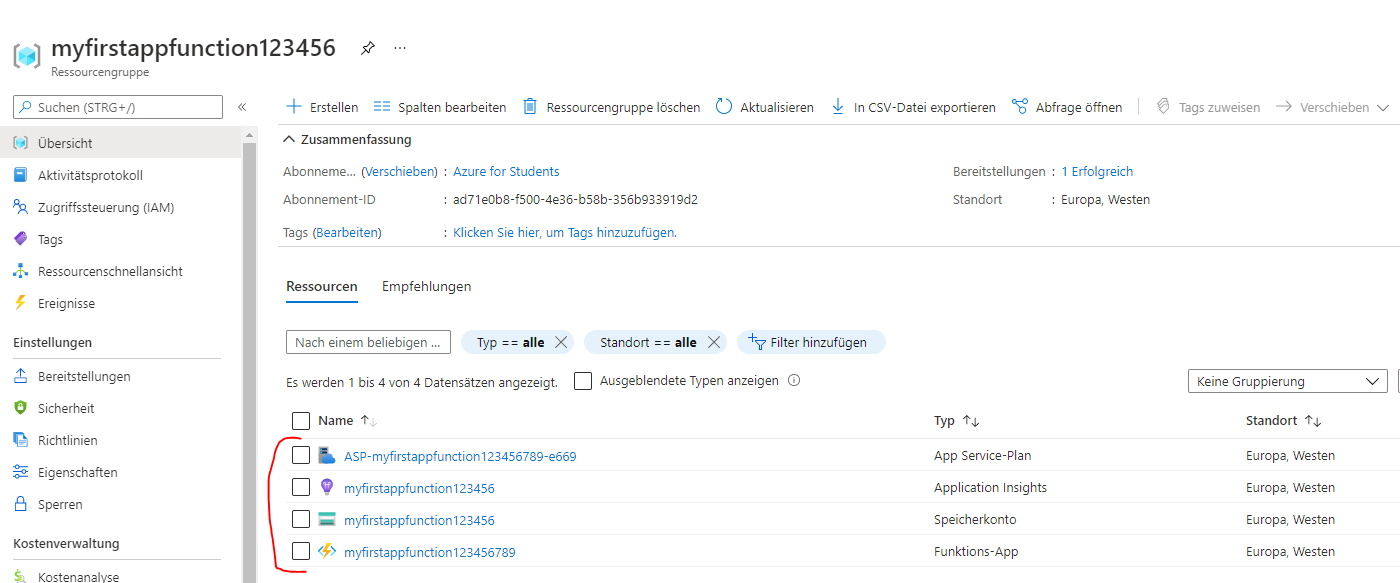 myfirstappfunction123456
Ressourcengruppe
Suchen (STRG+/)
Erstellen Spalten bearbeiten Ressourcengruppe löschen Aktualisieren In CSV-Datei exportieren Abfrage öffnen Tags zuweisen Verschieben
Übersicht
Aktivitätsprotokoll
Zugriffssteuerung (IAM)
Tags
Ressourcenschnellansicht
Ereignisse
Einstellungen
Bereitstellungen
Sicherheit
Richtlinien
Eigenschaften
Sperren
Kostenverwaltung
Kostenanalyse
Zusammenfassung
Abonneme... (Verschieben) : Azure for Students Bereitstellungen : 1 Erfolgreich
Abonnement-ID : ad71e0b8-f500-4e36-b58b-356b933919d2 Standort : Europa, Westen
Tags (Bearbeiten) : Klicken Sie hier, um Tags hinzuzufügen.
Ressourcen Empfehlungen
Nach einem beliebigen ... Typ == alle Standort == alle Filter hinzufügen
Es werden 1 bis 4 von 4 Datensätzen angezeigt. Ausgeblendete Typen anzeigen Keine Gruppierung
Name Typ Standort
ASP-myfirstappfunction123456789-e669 App Service-Plan Europa, Westen
myfirstappfunction123456 Application Insights Europa, Westen
myfirstappfunction123456 Speicherkonto Europa, Westen
myfirstappfunction123456789 Funktions-App Europa, Westen